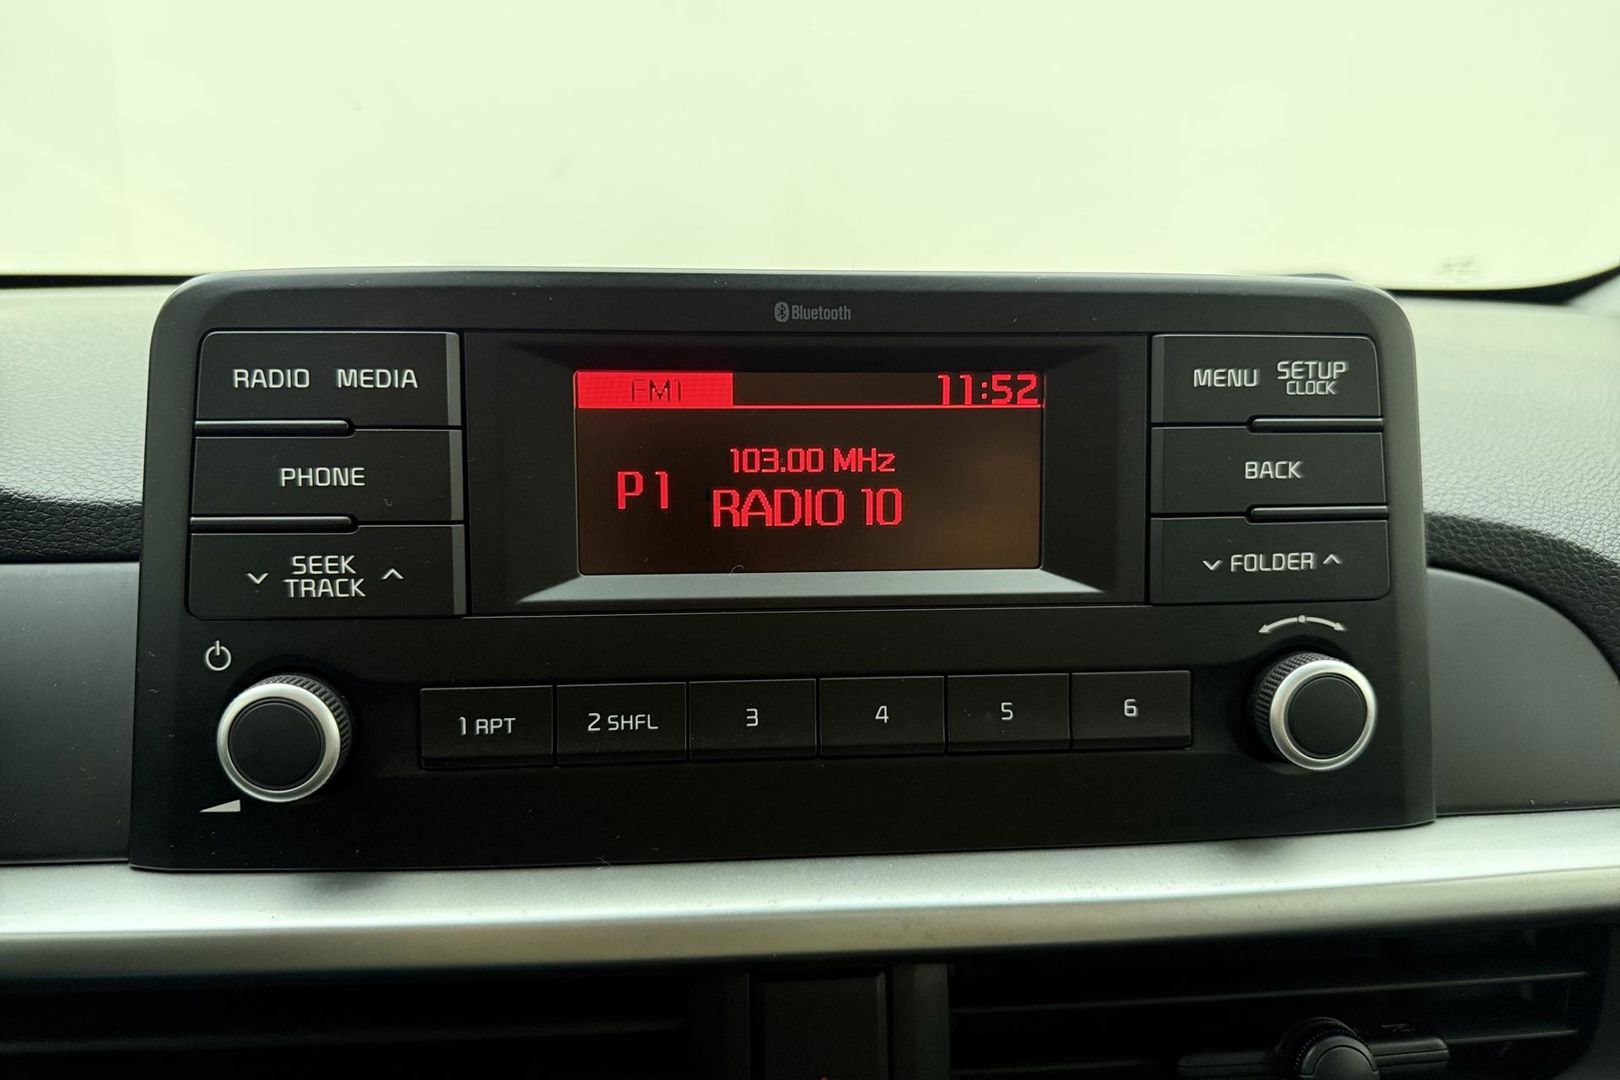 Bluetooth
RADIO MEDIA
PHONE
SEEK
TRACK
FM1 11:52
103.00 MHz
P1 RADIO 10
MENU SETUP
CLOCK
BACK
FOLDER
1 RPT 2 SHFL 3 4 5 6